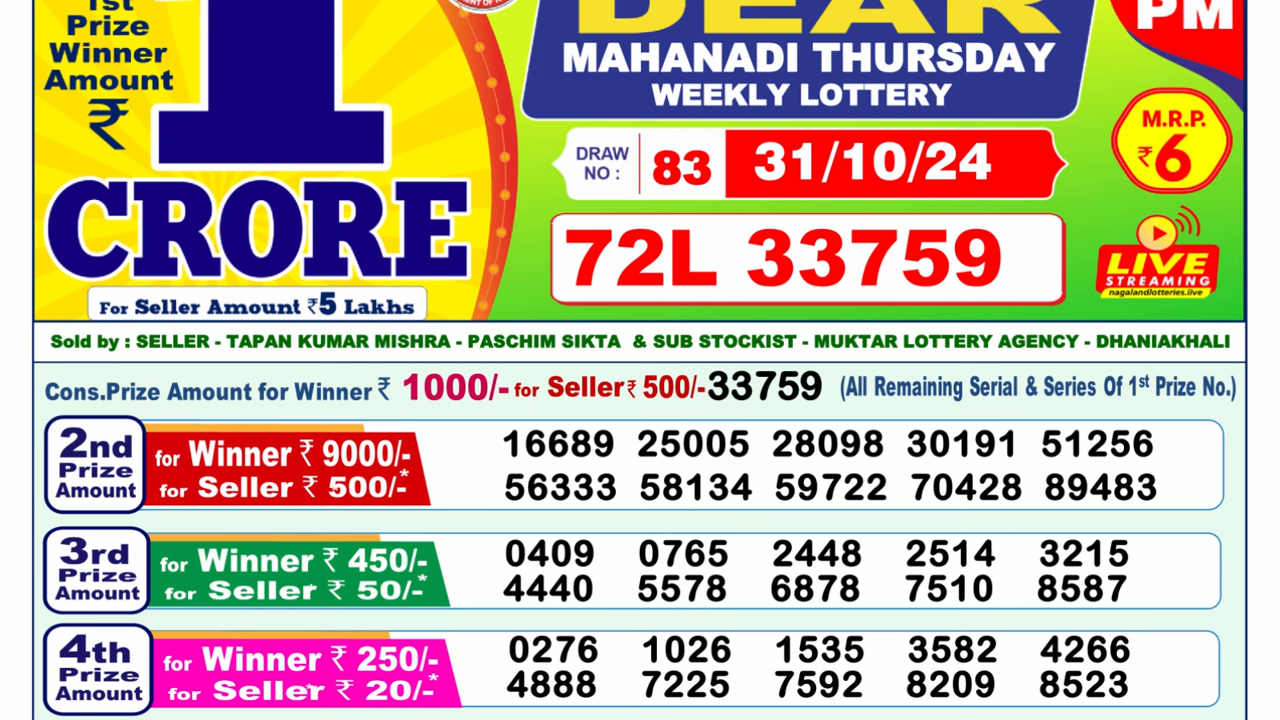 1st
Prize
Winner
Amount
₹
1
CRORE
For Seller Amount ₹5 Lakhs
DEAR
MAHANADI THURSDAY
WEEKLY LOTTERY
PM
DRAW NO : 83 31/10/24
M.R.P.
₹6
72L 33759
LIVE
STREAMING
nagalandlotteries.live
Sold by : SELLER - TAPAN KUMAR MISHRA - PASCHIM SIKTA & SUB STOCKIST - MUKTAR LOTTERY AGENCY - DHANIAKHALI
Cons.Prize Amount for Winner ₹ 1000/- for Seller ₹ 500/- 33759 (All Remaining Serial & Series Of 1st Prize No.)
2nd
Prize
Amount
for Winner ₹ 9000/-
for Seller ₹ 500/-*
16689 25005 28098 30191 51256
56333 58134 59722 70428 89483
3rd
Prize
Amount
for Winner ₹ 450/-
for Seller ₹ 50/-*
0409 0765 2448 2514 3215
4440 5578 6878 7510 8587
4th
Prize
Amount
for Winner ₹ 250/-
for Seller ₹ 20/-*
0276 1026 1535 3582 4266
4888 7225 7592 8209 8523